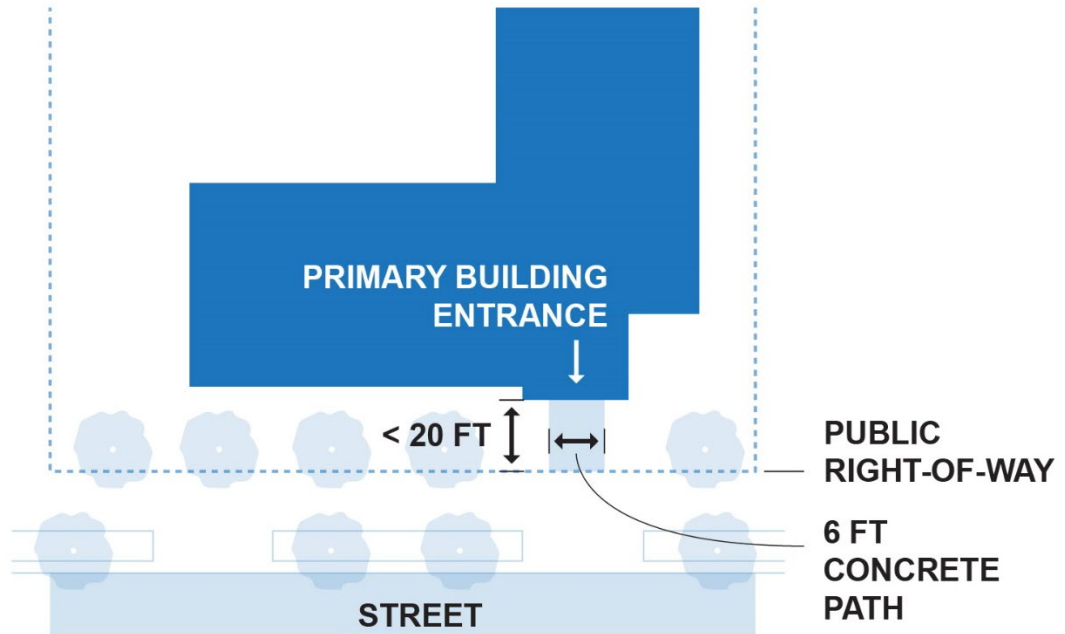 PRIMARY BUILDING
ENTRANCE
< 20 FT
PUBLIC
RIGHT-OF-WAY
6 FT
CONCRETE
PATH
STREET